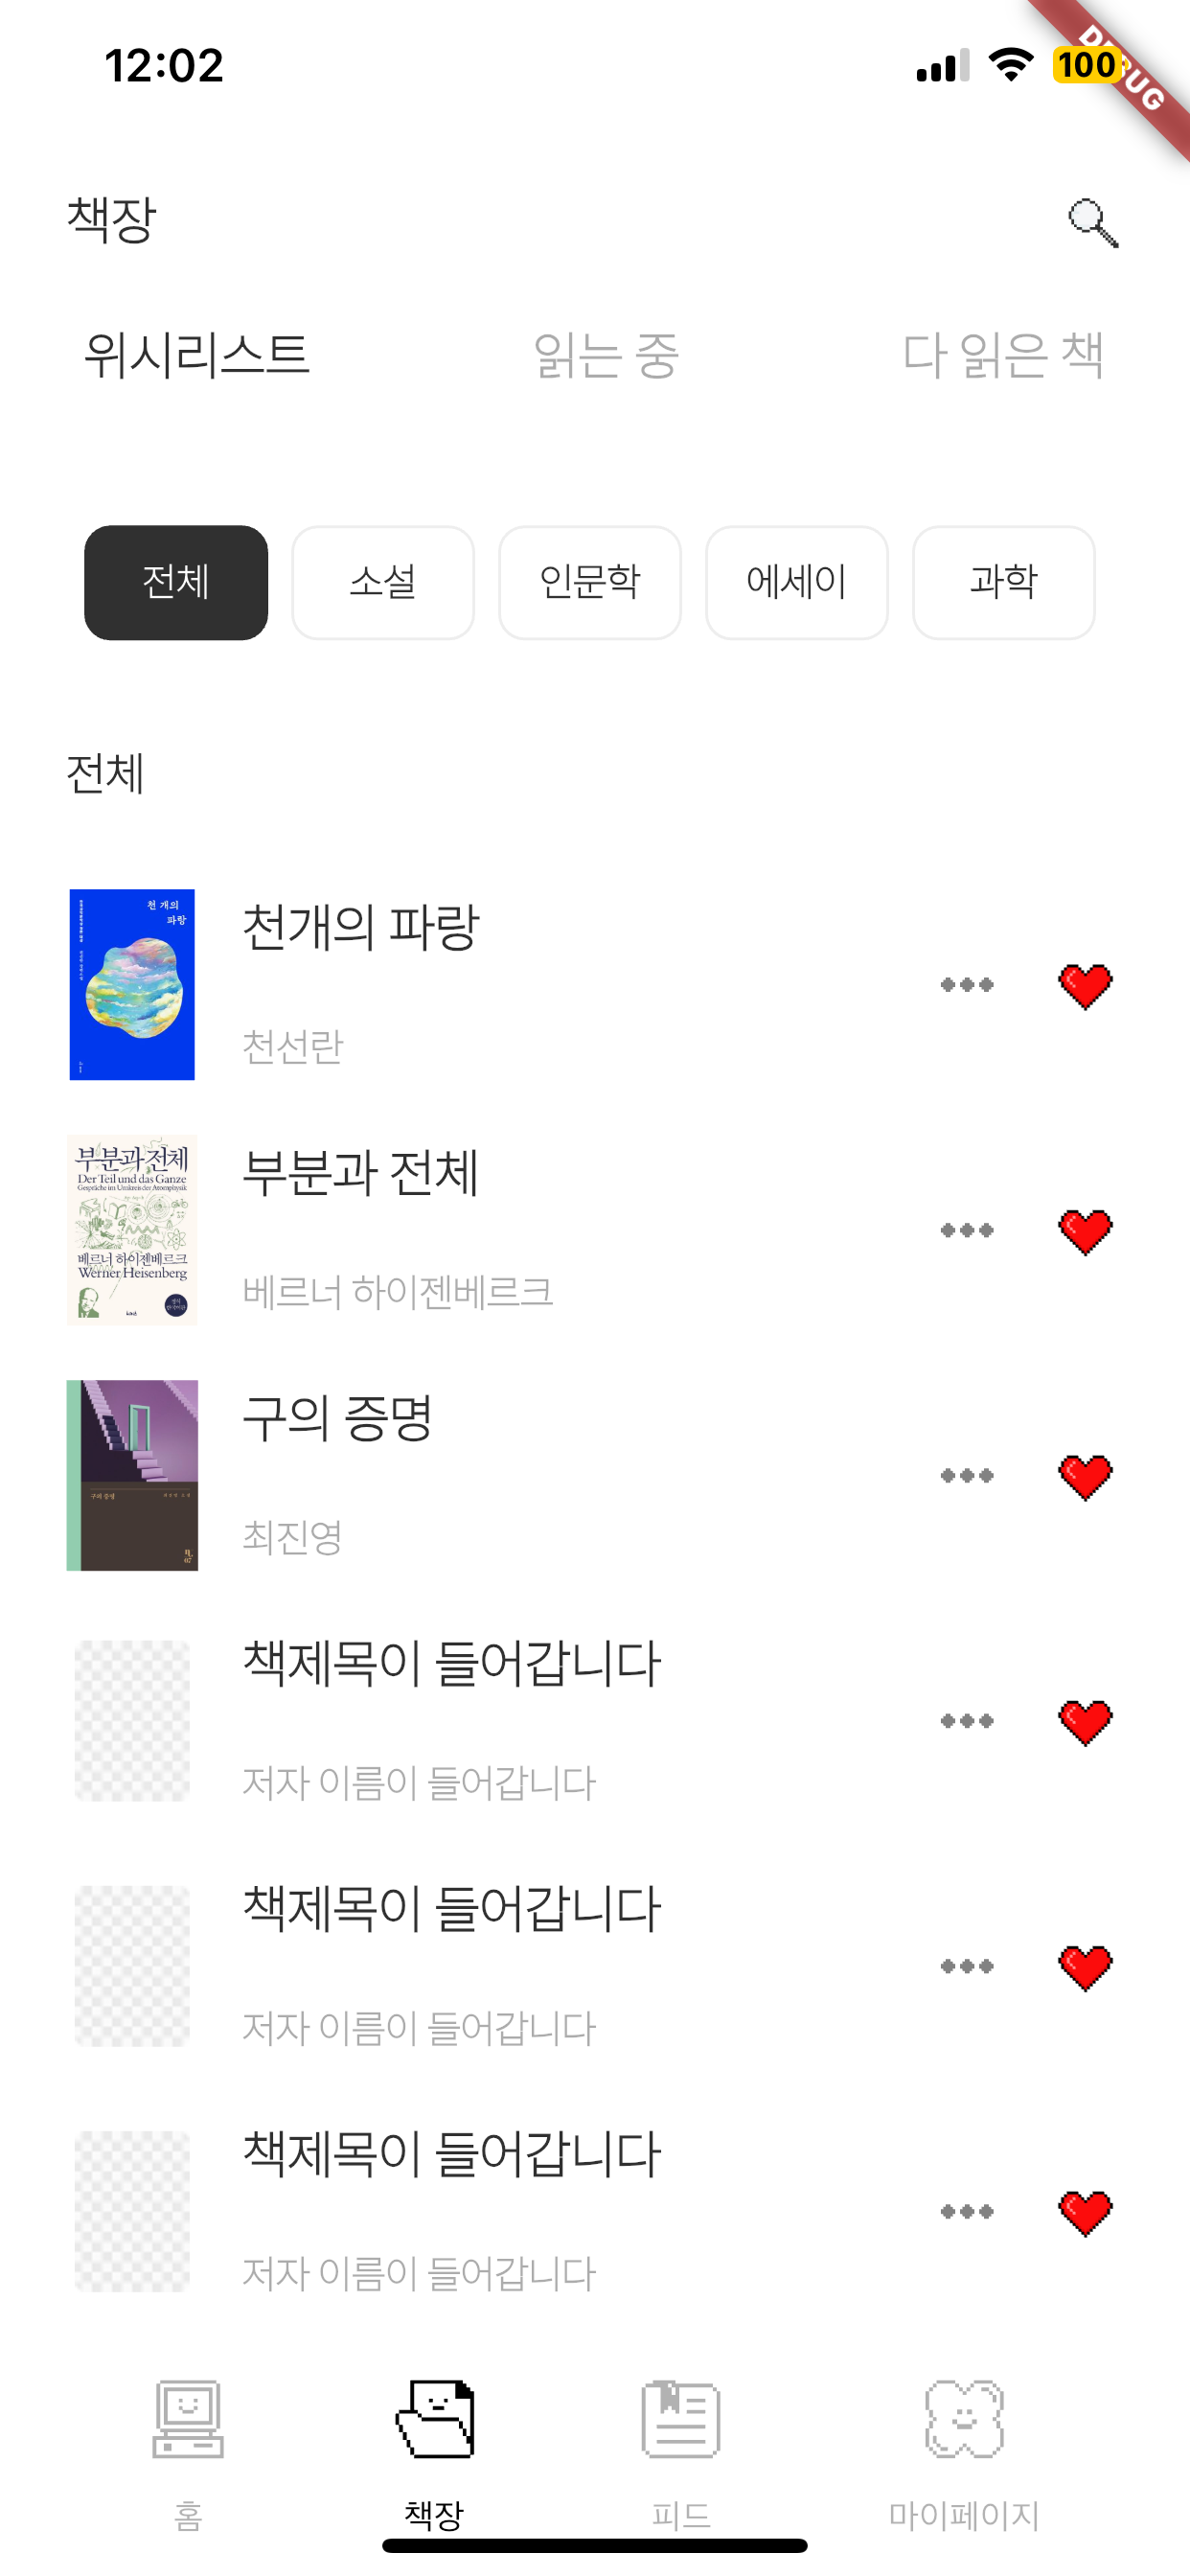 12:02
100
DEBUG
책장
위시리스트 읽는 중 다 읽은 책
전체 소설 인문학 에세이 과학
전체
천 개의
파랑
천개의 파랑
천선란
부분과 전체
Der Teil und das Ganze
Gespräche im Umkreis der Atomphysik
베르너 하이젠베르크
Werner Heisenberg
부분과 전체
베르너 하이젠베르크
구의 증명
구의 증명
최진영
책제목이 들어갑니다
저자 이름이 들어갑니다
책제목이 들어갑니다
저자 이름이 들어갑니다
책제목이 들어갑니다
저자 이름이 들어갑니다
홈 책장 피드 마이페이지